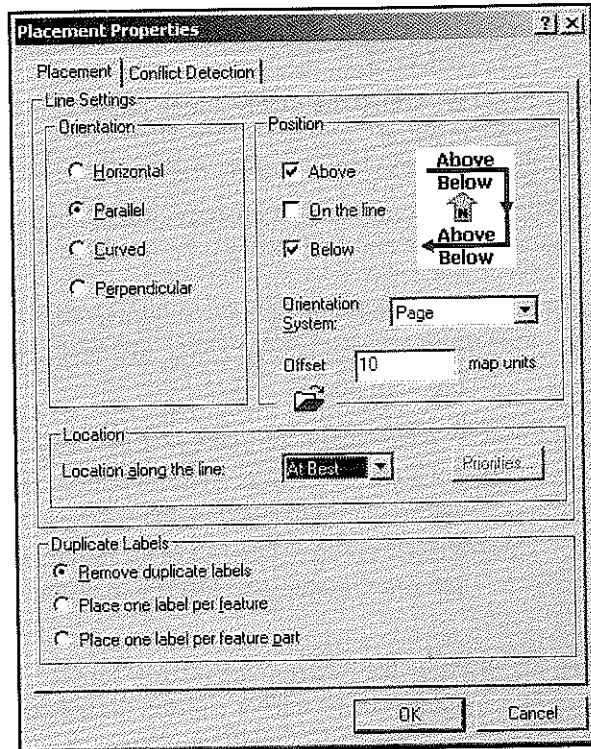 Placement Properties
Placement
Conflict Detection
Line Settings
Orientation
Horizontal
Parallel
Curved
Perpendicular
Position
Above
On the line
Below
Above
Below
N
Above
Below
Orientation
System:
Page
Offset
10
map units
Location
Location along the line:
At Best
Priorities...
Duplicate Labels
Remove duplicate labels
Place one label per feature
Place one label per feature part
OK
Cancel